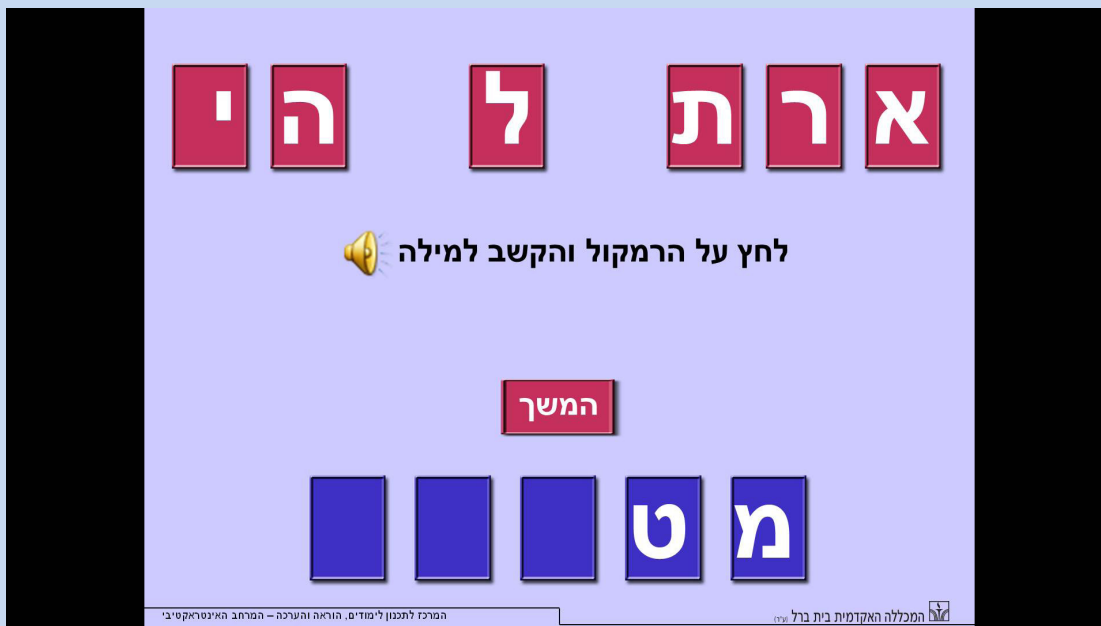 א ר ת ל ה י
לחץ על הרמקול והקשב למילה
המשך
מ ט
המכללה האקדמית בית ברל (ע״ר)
המרכז לתכנון לימודים, הוראה והערכה – המרחב האינטראקטיבי